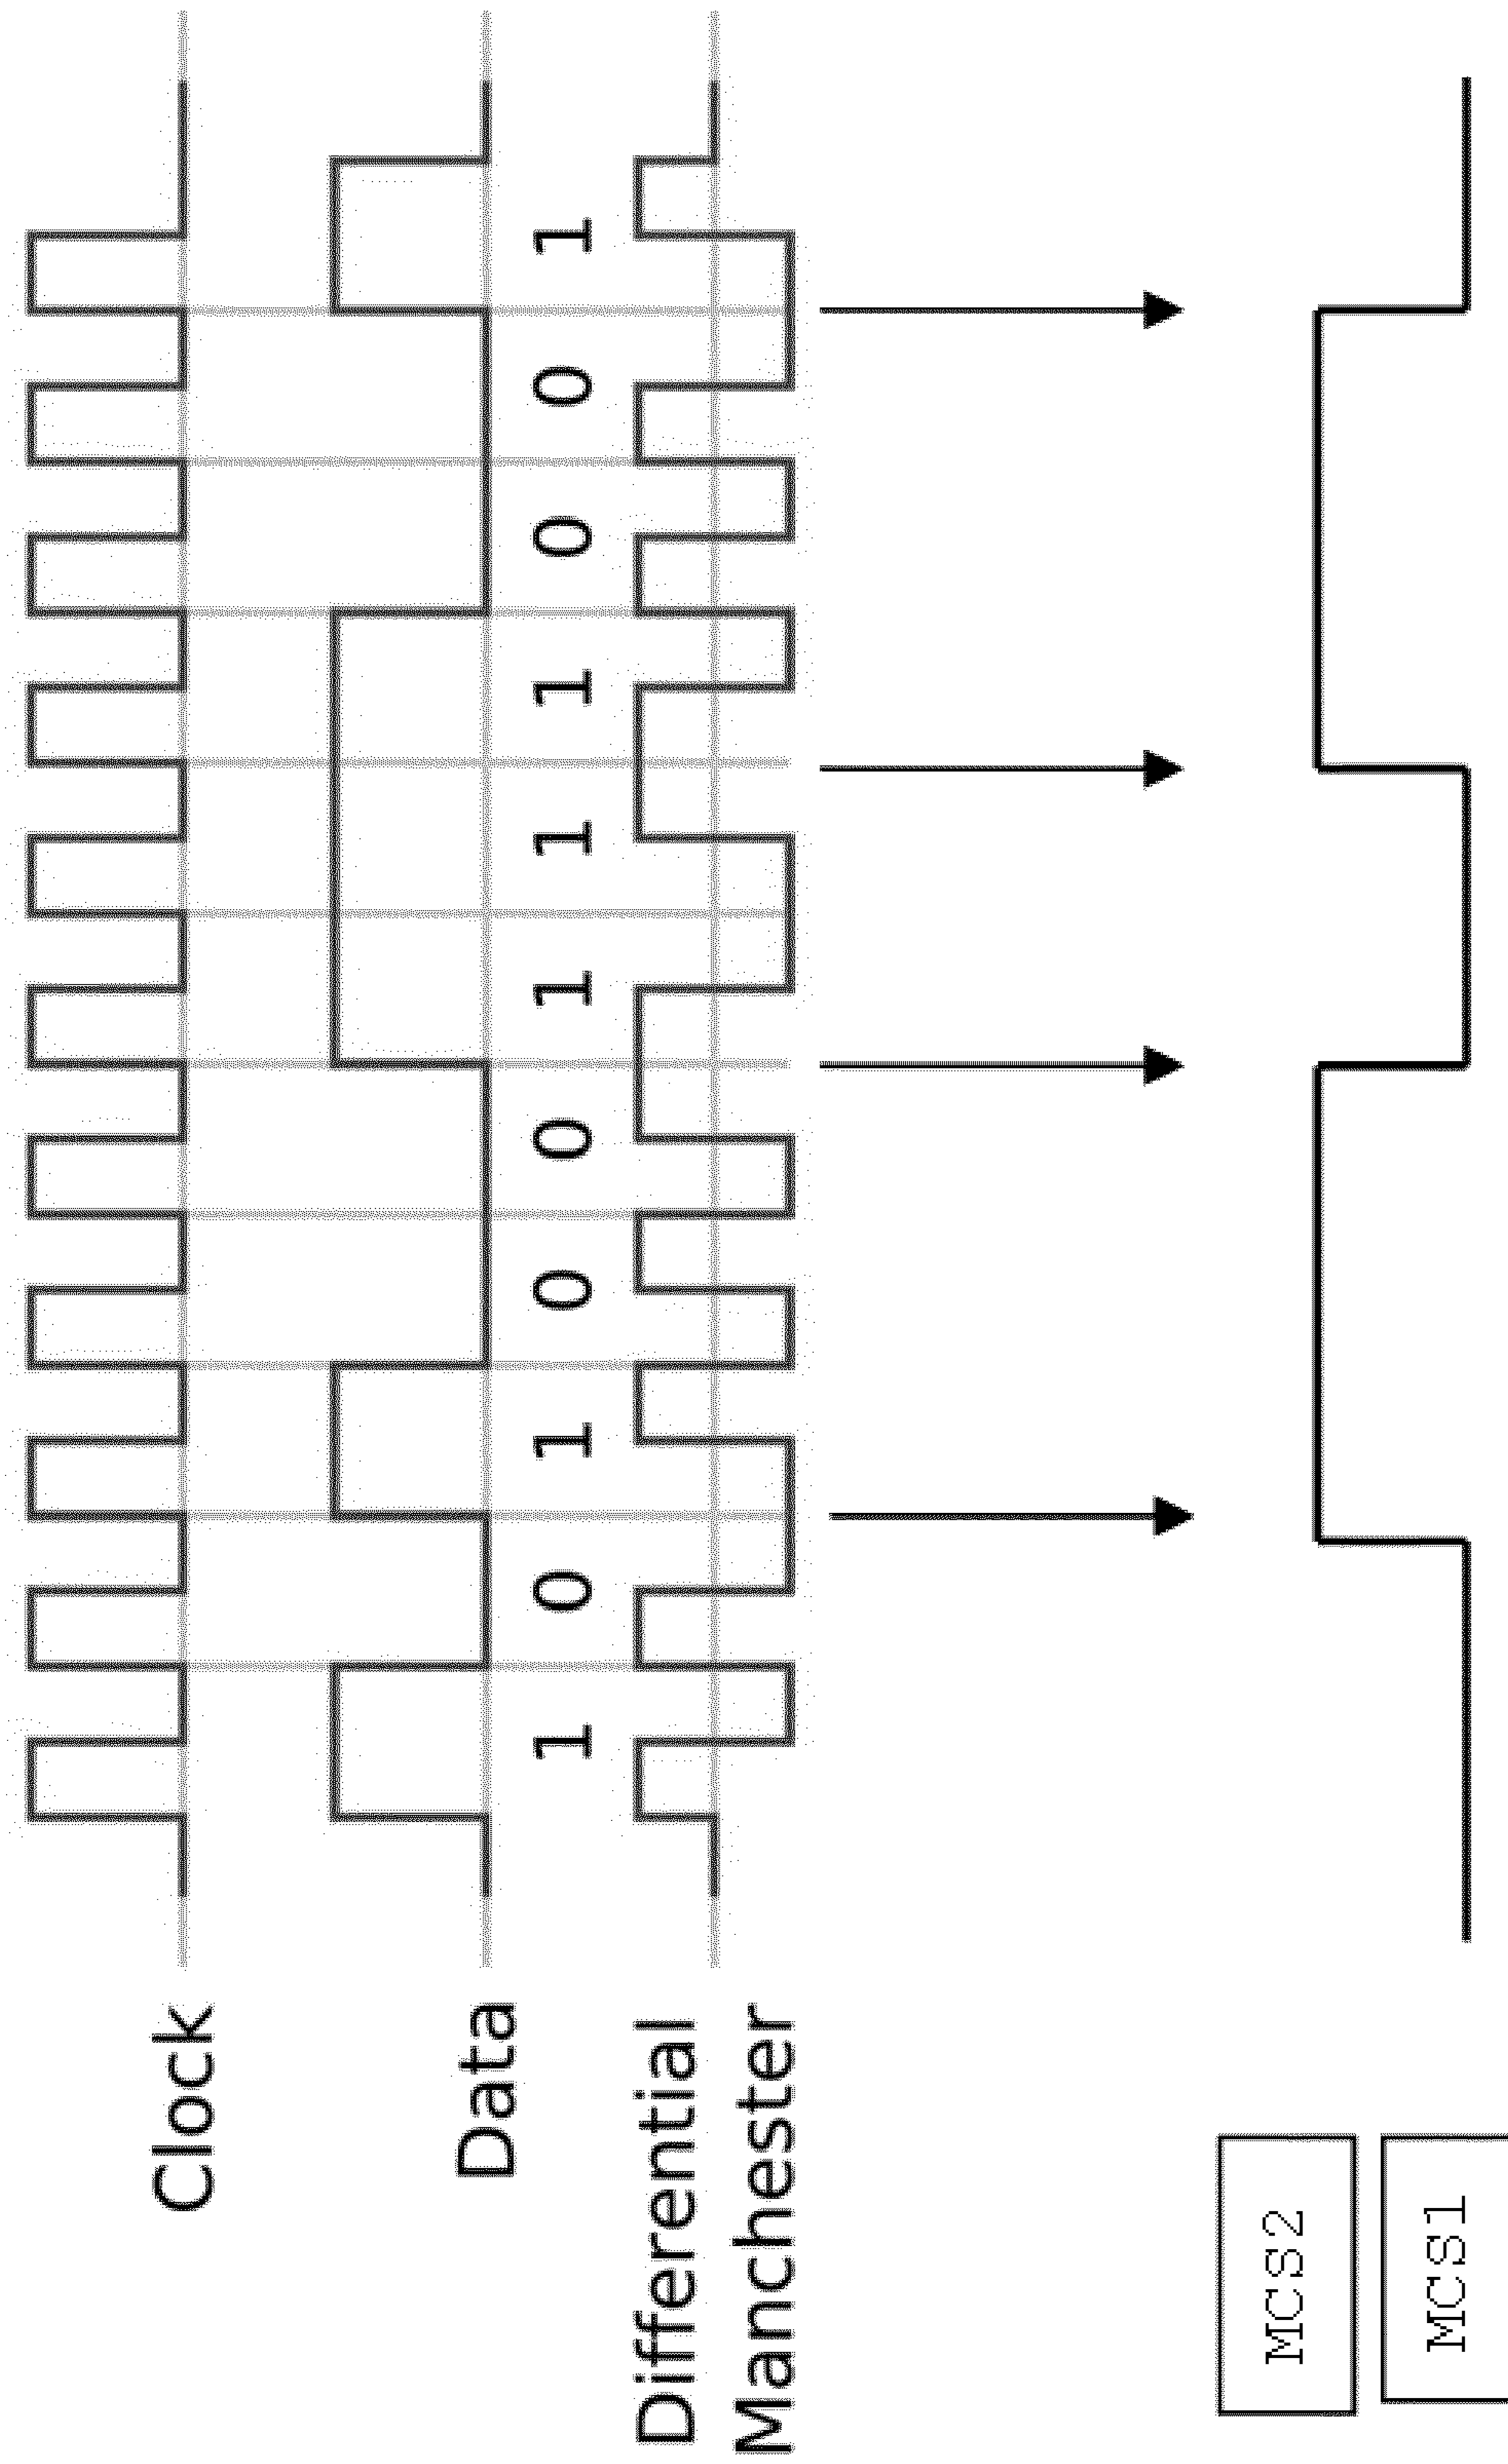 Clock
Data
1 0 1 0 0 1 1 1 0 0 1
Differential
Manchester
MCS2
MCS1